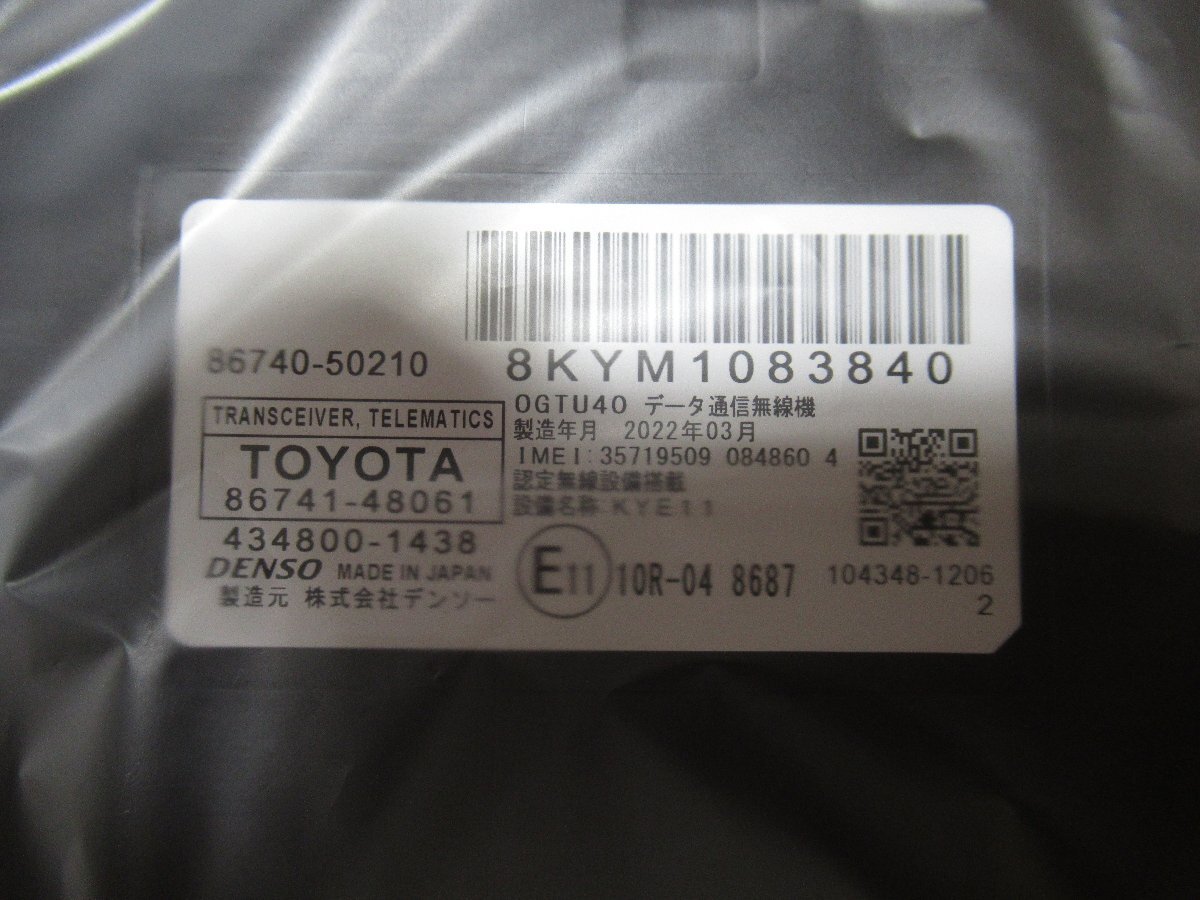 86740-50210
8KYM1083840
TRANSCEIVER, TELEMATICS
TOYOTA
86741-48061
434800-1438
DENSO MADE IN JAPAN
製造元 株式会社デンソー
0GTU40 データ通信無線機
製造年月 2022年03月
IMEI:35719509 084860 4
認定無線設備搭載
設備名称:KYE11
E11 10R-04 8687
104348-1206
2